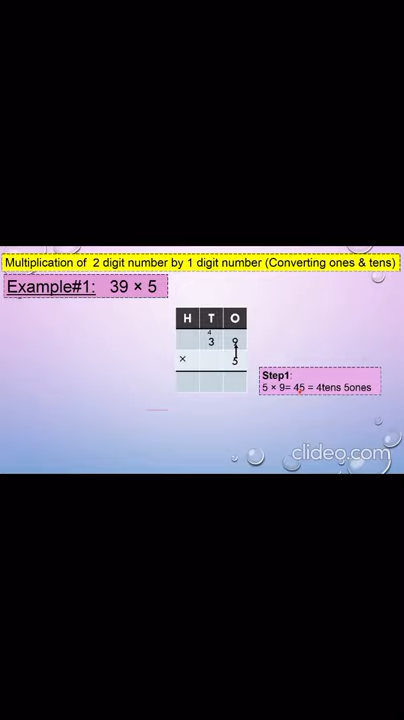 Multiplication of 2 digit number by 1 digit number (Converting ones & tens)
Example#1: 39 × 5
H T O
4
3 9
× 5
Step1:
5 × 9= 45 = 4tens 5ones
clideo.com